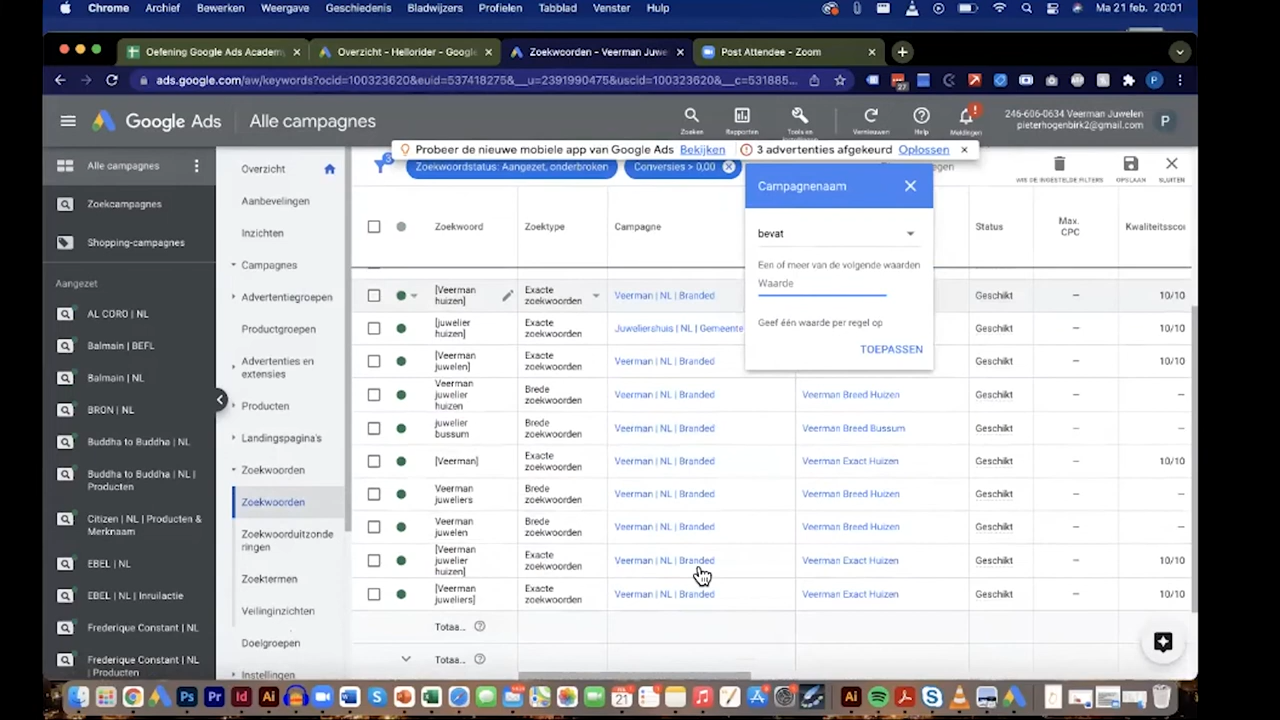 Chrome Archief Bewerken Weergave Geschiedenis Bladwijzers Profielen Tabblad Venster Help Ma 21 feb. 20:01
Oefening Google Ads Academy Overzicht - Hellorider - Google Zoekwoorden - Veerman Juwe Post Attendee - Zoom
ads.google.com/aw/keywords?ocid=100323620&euid=537418275&__u=2391990475&uscid=100323620&__c=531885...
Google Ads Alle campagnes
Zoeken Rapporten Tools en Vernieuwen Help Meldingen
246-606-0634 Veerman Juwelen
pieterhogenbirk2@gmail.com
P
Probeer de nieuwe mobiele app van Google Ads Bekijken 3 advertenties afgekeurd Oplossen
Alle campagnes
Zoekcampagnes
Shopping-campagnes
Aangezet
AL CORO | NL
Balmain | BEFL
Balmain | NL
BRON | NL
Buddha to Buddha | NL
Buddha to Buddha | NL |
Producten
Citizen | NL | Producten &
Merknaam
EBEL | NL
EBEL | NL | Inruilactie
Frederique Constant | NL
Frederique Constant | NL
| Producten
Overzicht
Aanbevelingen
Inzichten
Campagnes
Advertentiegroepen
Productgroepen
Advertenties en
extensies
Producten
Landingspagina's
Zoekwoorden
Zoekwoorden
Zoekwoorduitzonde
ringen
Zoektermen
Veilinginzichten
Doelgroepen
Instellingen
Zoekwoordstatus: Aangezet, onderbroken Conversies > 0,00
WIS DE INGESTELDE FILTERS OPSLAAN SLUITEN
Campagnenaam
bevat
Een of meer van de volgende waarden
Waarde
Geef één waarde per regel op
TOEPASSEN
Zoekwoord Zoektype Campagne Status Max. CPC Kwaliteitsscor
[Veerman huizen] Exacte zoekwoorden Veerman | NL | Branded Geschikt – 10/10
[juwelier huizen] Exacte zoekwoorden Juweliershuis | NL | Gemeente Geschikt – 10/10
[Veerman juwelen] Exacte zoekwoorden Veerman | NL | Branded Geschikt – 10/10
Veerman juwelier huizen Brede zoekwoorden Veerman | NL | Branded Veerman Breed Huizen Geschikt – –
juwelier bussum Brede zoekwoorden Veerman | NL | Branded Veerman Breed Bussum Geschikt – –
[Veerman] Exacte zoekwoorden Veerman | NL | Branded Veerman Exact Huizen Geschikt – 10/10
Veerman juweliers Brede zoekwoorden Veerman | NL | Branded Veerman Breed Huizen Geschikt – –
Veerman juwelen Brede zoekwoorden Veerman | NL | Branded Veerman Breed Huizen Geschikt – –
[Veerman juwelier huizen] Exacte zoekwoorden Veerman | NL | Branded Veerman Exact Huizen Geschikt – 10/10
[Veerman juweliers] Exacte zoekwoorden Veerman | NL | Branded Veerman Exact Huizen Geschikt – 10/10
Totaa...
Totaa...